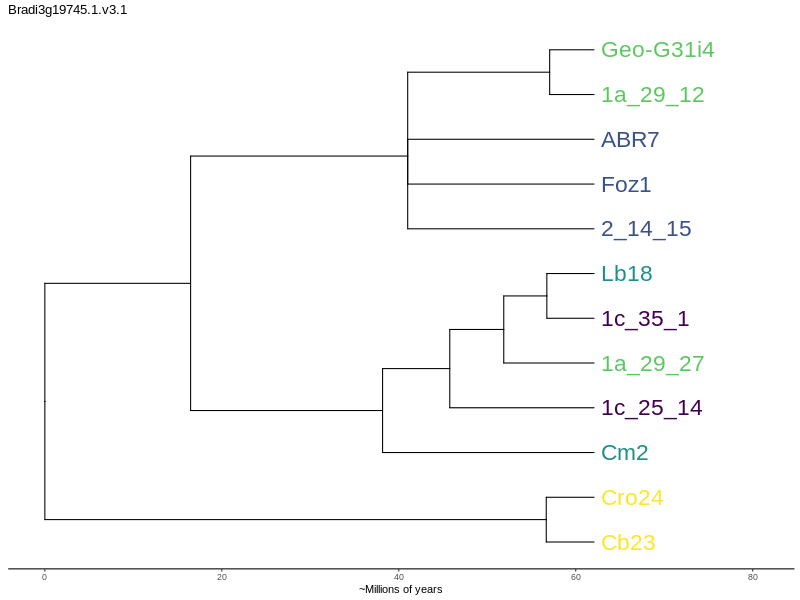 Bradi3g19745.1.v3.1
Geo-G31i4
1a_29_12
ABR7
Foz1
2_14_15
Lb18
1c_35_1
1a_29_27
1c_25_14
Cm2
Cro24
Cb23
0 20 40 60 80
~Millions of years